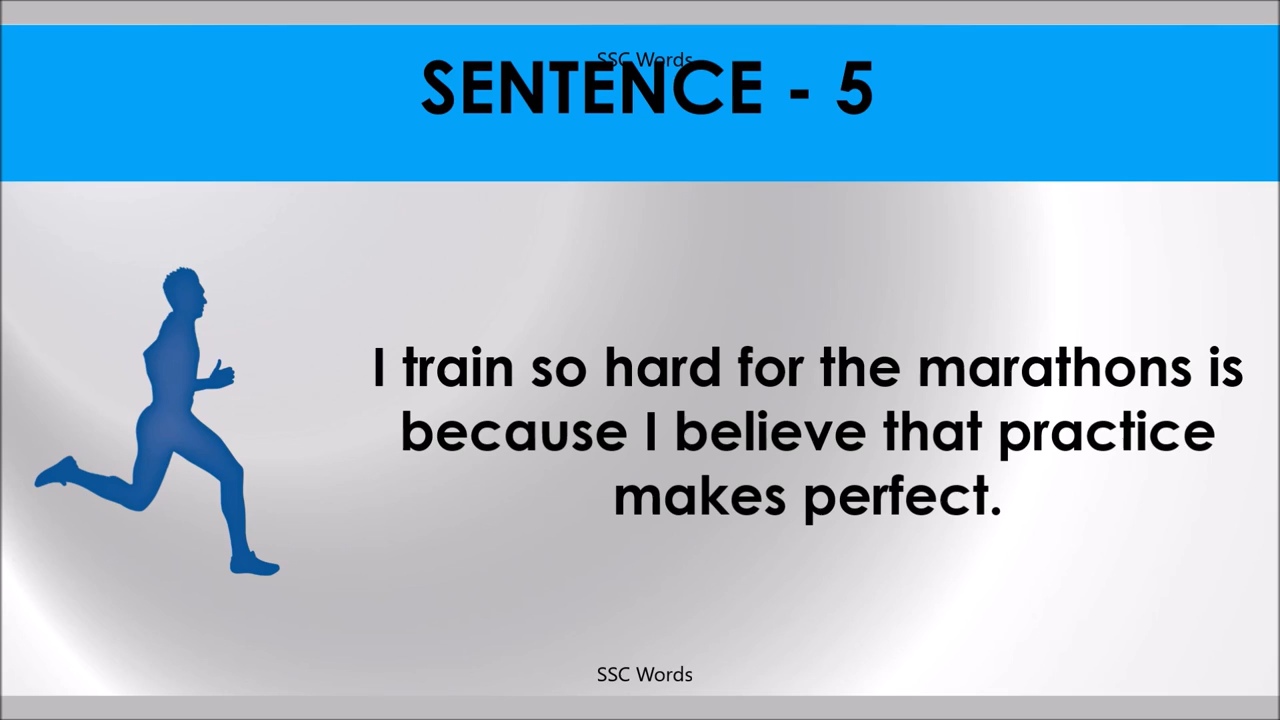 SSC Words
SENTENCE - 5
I train so hard for the marathons is
because I believe that practice
makes perfect.
SSC Words